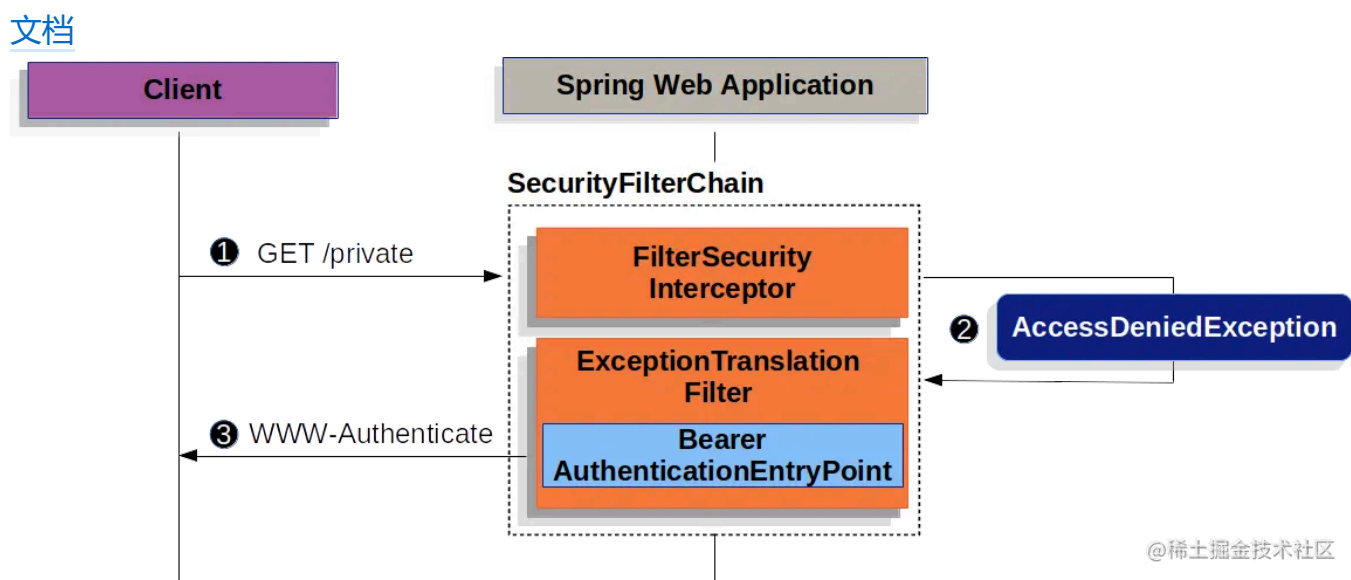 文档
Client
Spring Web Application
SecurityFilterChain
❶ GET /private
FilterSecurity
Interceptor
❷ AccessDeniedException
ExceptionTranslation
Filter
❸ WWW-Authenticate
Bearer
AuthenticationEntryPoint
@稀土掘金技术社区